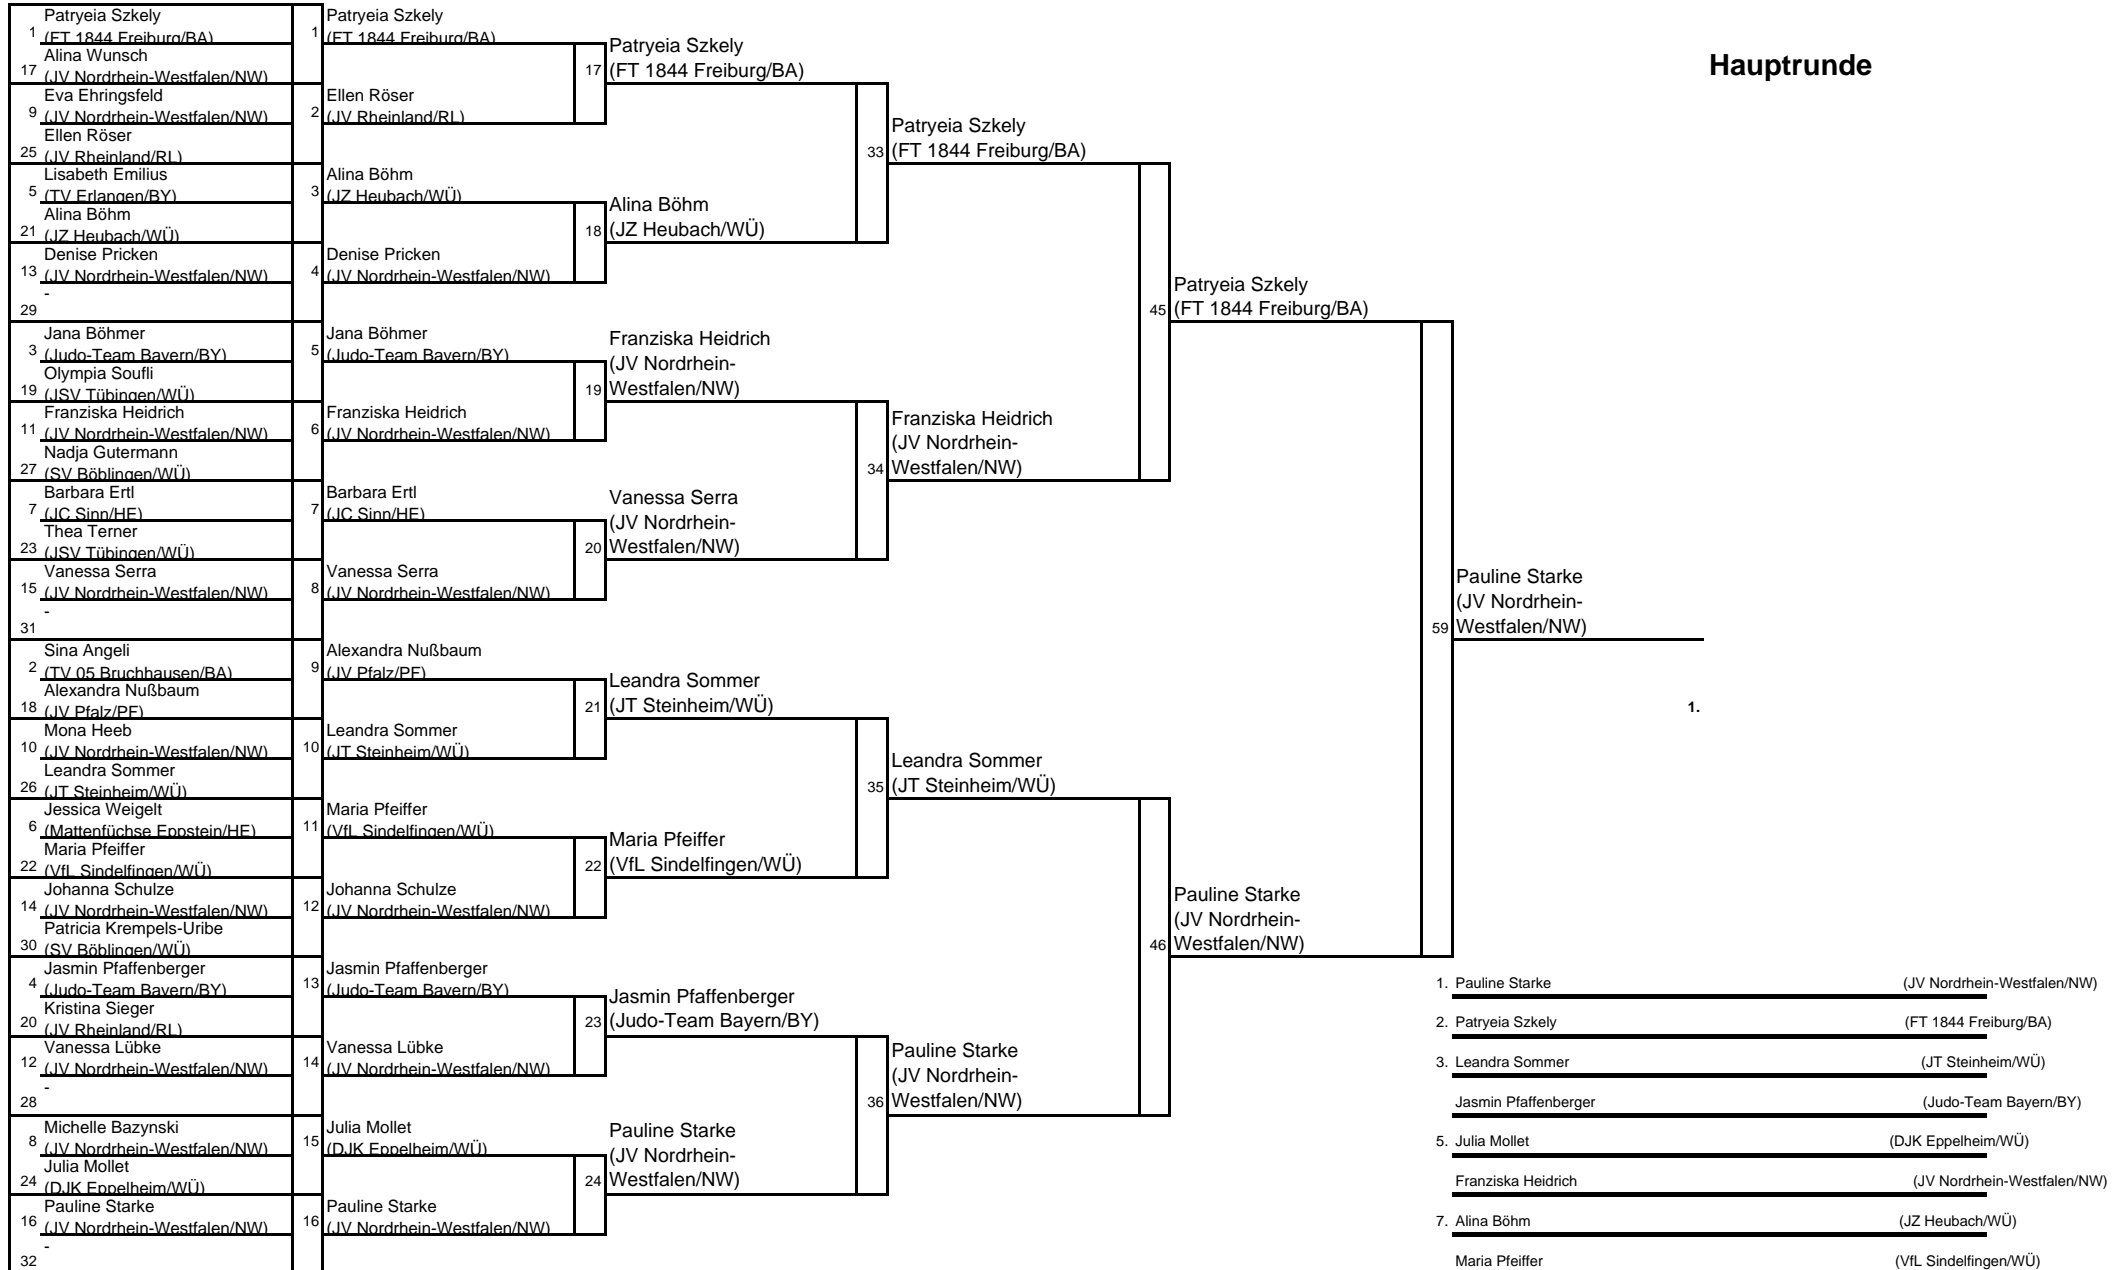 Hauptrunde
1 Patryeia Szkely
(FT 1844 Freiburg/BA)
17 Alina Wunsch
(JV Nordrhein-Westfalen/NW)
9 Eva Ehringsfeld
(JV Nordrhein-Westfalen/NW)
25 Ellen Röser
(JV Rheinland/RL)
5 Lisabeth Emilius
(TV Erlangen/BY)
21 Alina Böhm
(JZ Heubach/WÜ)
13 Denise Pricken
(JV Nordrhein-Westfalen/NW)
29 -
3 Jana Böhmer
(Judo-Team Bayern/BY)
19 Olympia Soufli
(JSV Tübingen/WÜ)
11 Franziska Heidrich
(JV Nordrhein-Westfalen/NW)
27 Nadja Gutermann
(SV Böblingen/WÜ)
7 Barbara Ertl
(JC Sinn/HE)
23 Thea Terner
(JSV Tübingen/WÜ)
15 Vanessa Serra
(JV Nordrhein-Westfalen/NW)
31 -
2 Sina Angeli
(TV 05 Bruchhausen/BA)
18 Alexandra Nußbaum
(JV Pfalz/PF)
10 Mona Heeb
(JV Nordrhein-Westfalen/NW)
26 Leandra Sommer
(JT Steinheim/WÜ)
6 Jessica Weigelt
(Mattenfüchse Eppstein/HE)
22 Maria Pfeiffer
(VfL Sindelfingen/WÜ)
14 Johanna Schulze
(JV Nordrhein-Westfalen/NW)
30 Patricia Krempels-Uribe
(SV Böblingen/WÜ)
4 Jasmin Pfaffenberger
(Judo-Team Bayern/BY)
20 Kristina Sieger
(JV Rheinland/RL)
12 Vanessa Lübke
(JV Nordrhein-Westfalen/NW)
28 -
8 Michelle Bazynski
(JV Nordrhein-Westfalen/NW)
24 Julia Mollet
(DJK Eppelheim/WÜ)
16 Pauline Starke
(JV Nordrhein-Westfalen/NW)
32 -
1 Patryeia Szkely
(FT 1844 Freiburg/BA)
2 Ellen Röser
(JV Rheinland/RL)
3 Alina Böhm
(JZ Heubach/WÜ)
4 Denise Pricken
(JV Nordrhein-Westfalen/NW)
5 Jana Böhmer
(Judo-Team Bayern/BY)
6 Franziska Heidrich
(JV Nordrhein-Westfalen/NW)
7 Barbara Ertl
(JC Sinn/HE)
8 Vanessa Serra
(JV Nordrhein-Westfalen/NW)
9 Alexandra Nußbaum
(JV Pfalz/PF)
10 Leandra Sommer
(JT Steinheim/WÜ)
11 Maria Pfeiffer
(VfL Sindelfingen/WÜ)
12 Johanna Schulze
(JV Nordrhein-Westfalen/NW)
13 Jasmin Pfaffenberger
(Judo-Team Bayern/BY)
14 Vanessa Lübke
(JV Nordrhein-Westfalen/NW)
15 Julia Mollet
(DJK Eppelheim/WÜ)
16 Pauline Starke
(JV Nordrhein-Westfalen/NW)
Patryeia Szkely
17 (FT 1844 Freiburg/BA)
Alina Böhm
18 (JZ Heubach/WÜ)
Franziska Heidrich
(JV Nordrhein-
19 Westfalen/NW)
Vanessa Serra
(JV Nordrhein-
20 Westfalen/NW)
Leandra Sommer
21 (JT Steinheim/WÜ)
Maria Pfeiffer
22 (VfL Sindelfingen/WÜ)
Jasmin Pfaffenberger
23 (Judo-Team Bayern/BY)
Pauline Starke
(JV Nordrhein-
24 Westfalen/NW)
Patryeia Szkely
33 (FT 1844 Freiburg/BA)
Franziska Heidrich
(JV Nordrhein-
34 Westfalen/NW)
Leandra Sommer
35 (JT Steinheim/WÜ)
Pauline Starke
(JV Nordrhein-
36 Westfalen/NW)
Patryeia Szkely
45 (FT 1844 Freiburg/BA)
Pauline Starke
(JV Nordrhein-
46 Westfalen/NW)
Pauline Starke
(JV Nordrhein-
59 Westfalen/NW)
1.
1. Pauline Starke (JV Nordrhein-Westfalen/NW)
2. Patryeia Szkely (FT 1844 Freiburg/BA)
3. Leandra Sommer (JT Steinheim/WÜ)
Jasmin Pfaffenberger (Judo-Team Bayern/BY)
5. Julia Mollet (DJK Eppelheim/WÜ)
Franziska Heidrich (JV Nordrhein-Westfalen/NW)
7. Alina Böhm (JZ Heubach/WÜ)
Maria Pfeiffer (VfL Sindelfingen/WÜ)